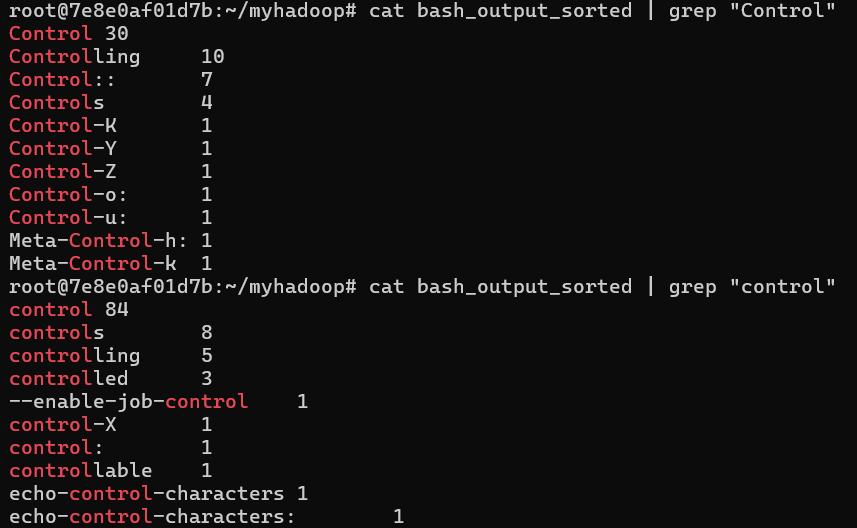 root@7e8e0af01d7b:~/myhadoop# cat bash_output_sorted | grep "Control"
Control 30
Controlling     10
Control::       7
Controls        4
Control-K       1
Control-Y       1
Control-Z       1
Control-o:      1
Control-u:      1
Meta-Control-h: 1
Meta-Control-k  1
root@7e8e0af01d7b:~/myhadoop# cat bash_output_sorted | grep "control"
control 84
controls        8
controlling     5
controlled      3
--enable-job-control    1
control-X       1
control:        1
controllable    1
echo-control-characters 1
echo-control-characters:        1